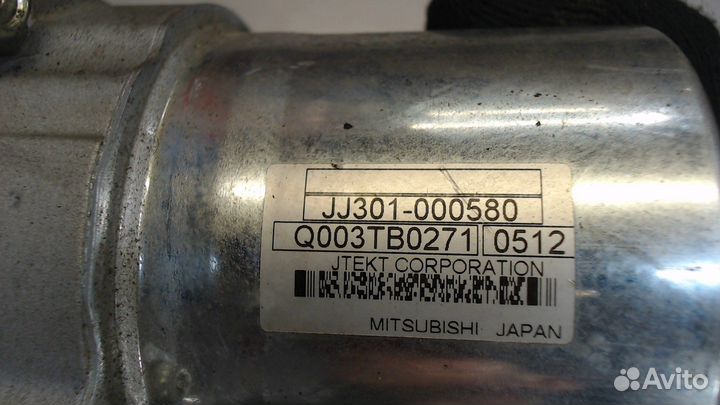 JJ301-000580
Q003TB0271 0512
JTEKT CORPORATION
MITSUBISHI JAPAN
Avito